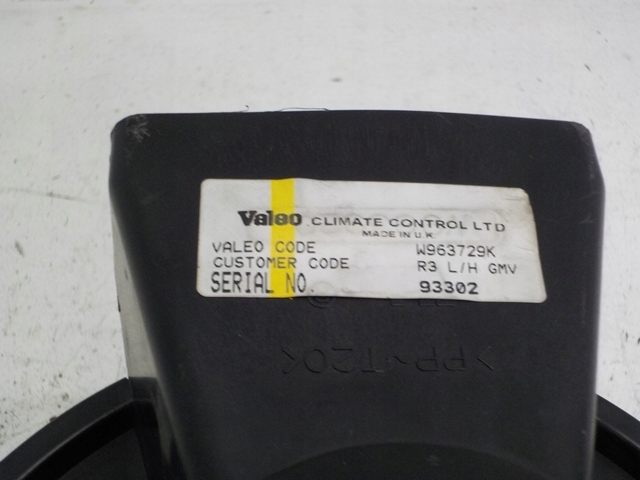 Valeo CLIMATE CONTROL LTD
MADE IN U.K.
VALEO CODE W963729K
CUSTOMER CODE R3 L/H GMV
SERIAL NO. 93302
>PP-T20<